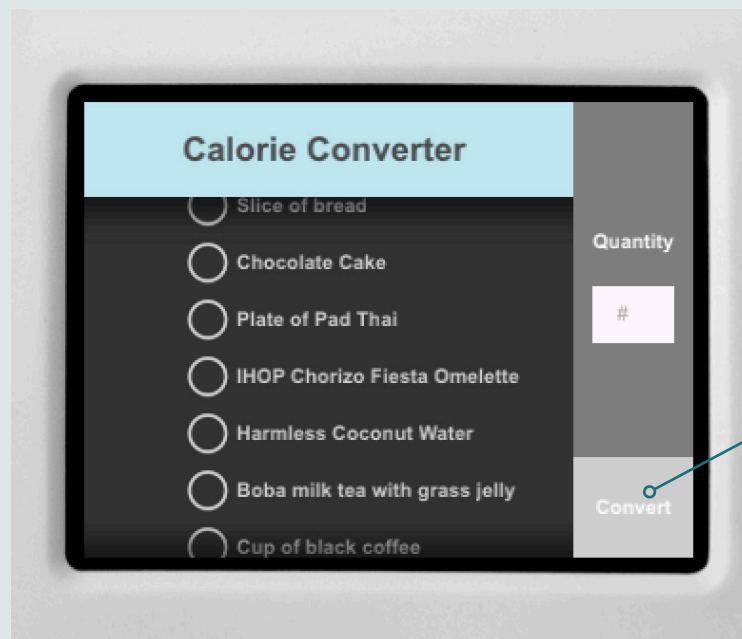 Calorie Converter
Slice of bread
Chocolate Cake
Plate of Pad Thai
IHOP Chorizo Fiesta Omelette
Harmless Coconut Water
Boba milk tea with grass jelly
Cup of black coffee
Quantity
#
Convert